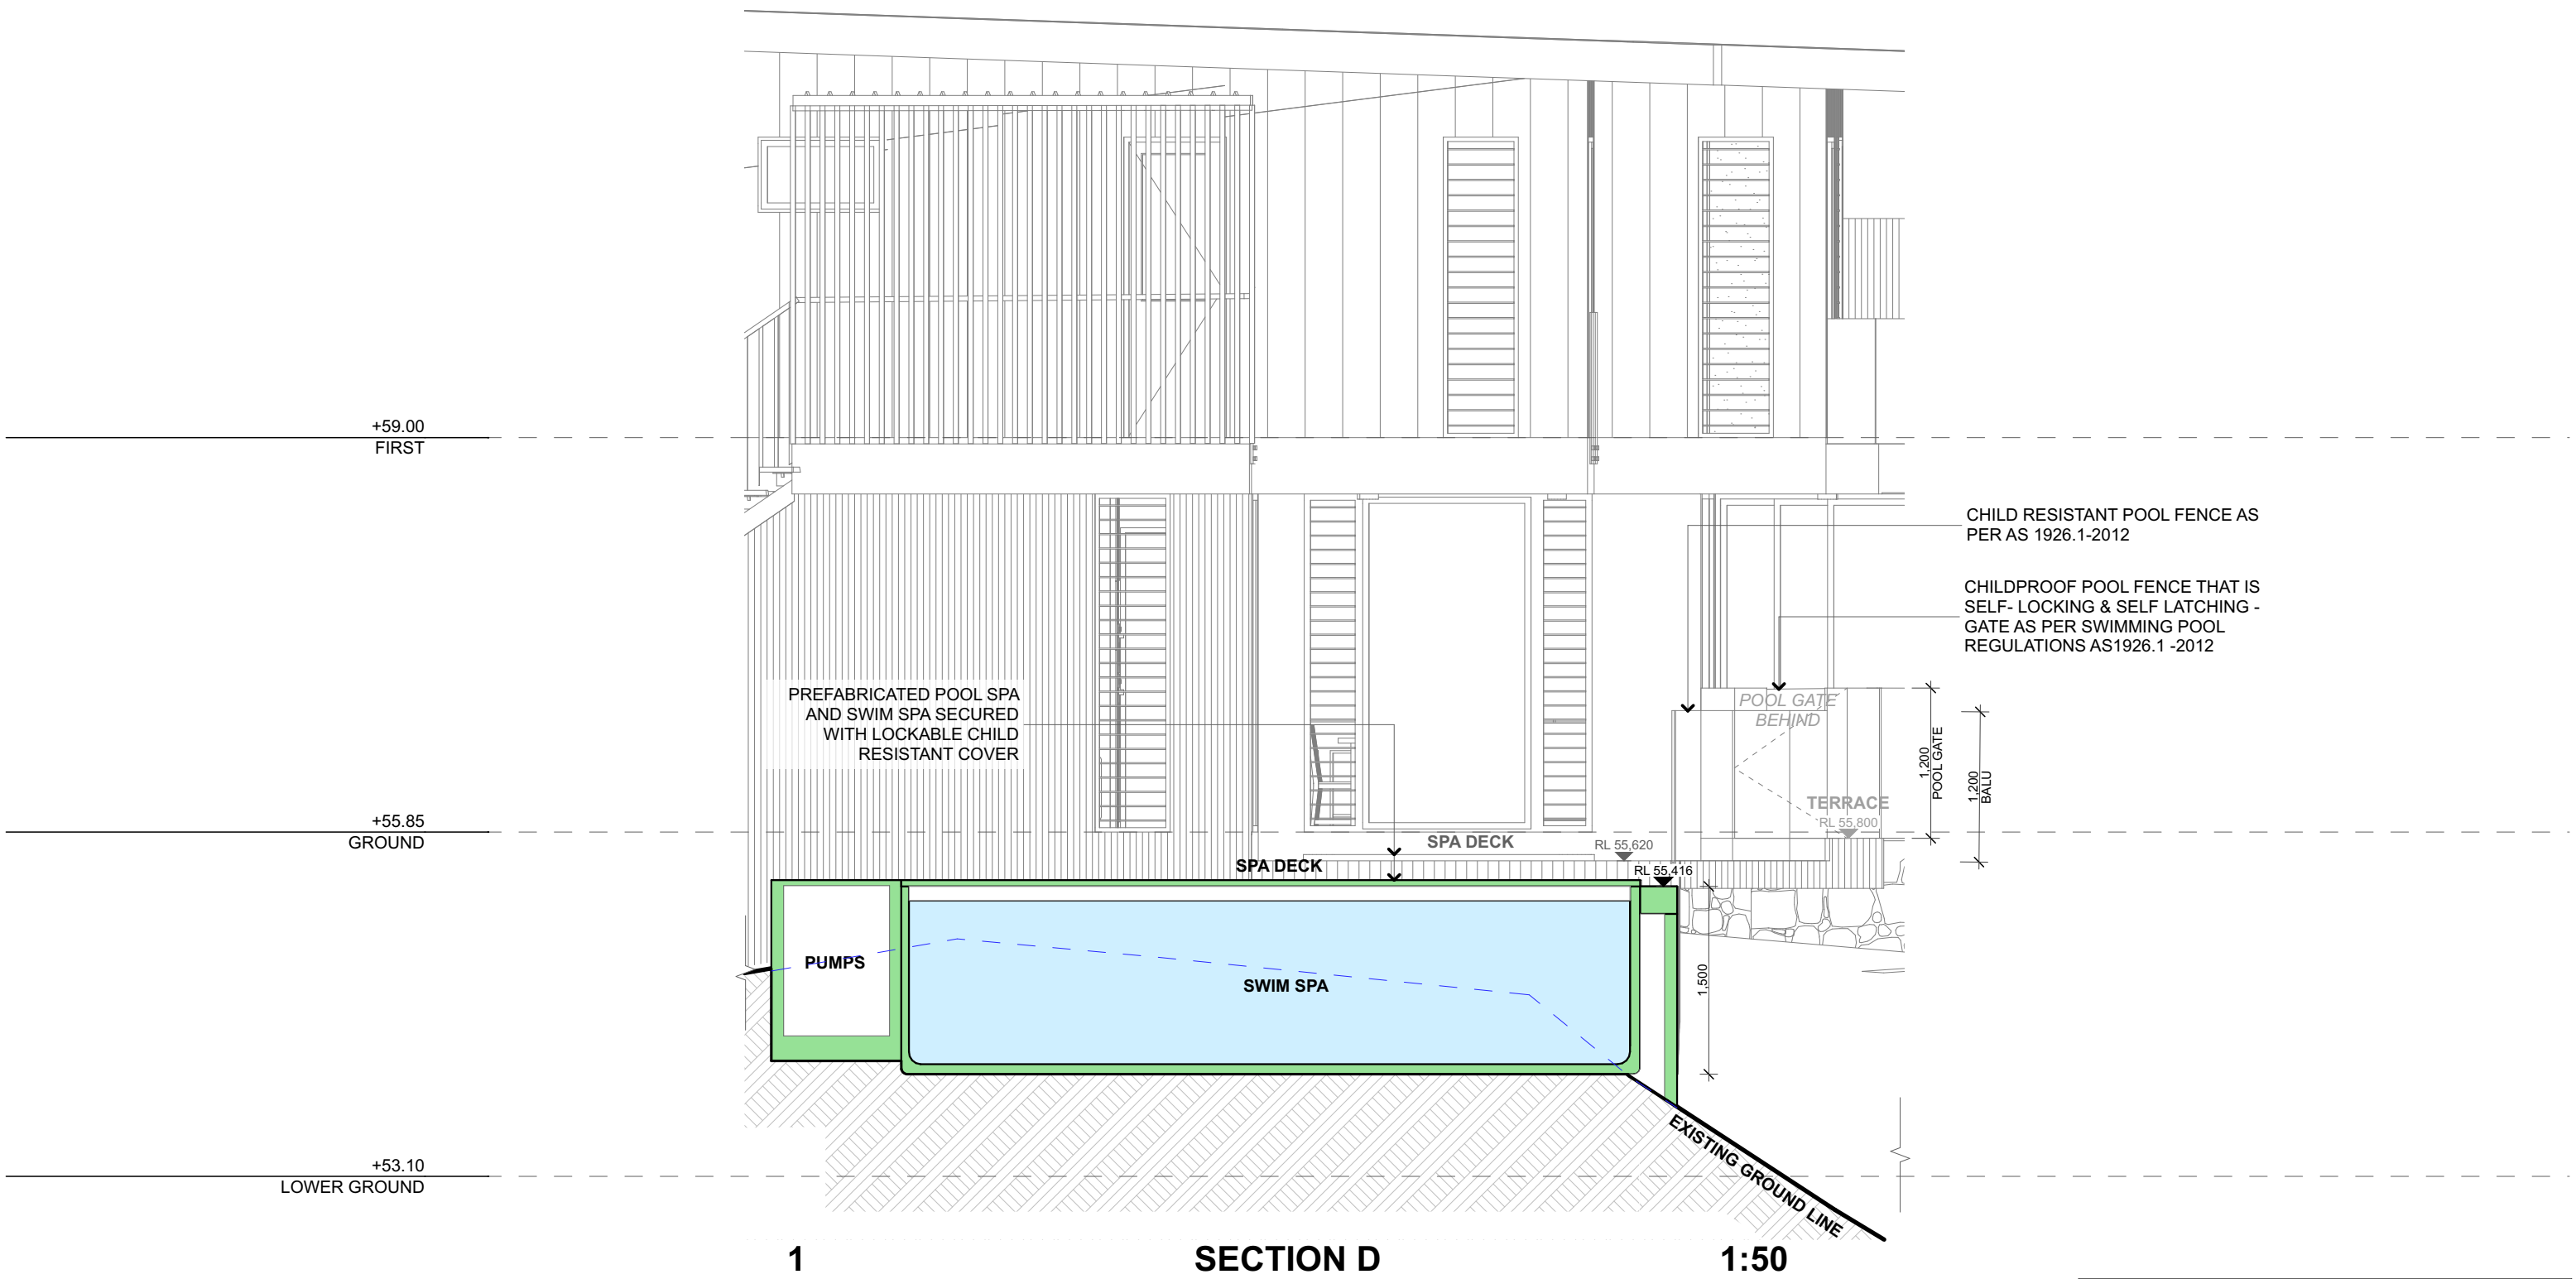 +59.00
FIRST
CHILD RESISTANT POOL FENCE AS
PER AS 1926.1-2012
CHILDPROOF POOL FENCE THAT IS
SELF- LOCKING & SELF LATCHING -
GATE AS PER SWIMMING POOL
REGULATIONS AS1926.1 -2012
PREFABRICATED POOL SPA
AND SWIM SPA SECURED
WITH LOCKABLE CHILD
RESISTANT COVER
POOL GATE
BEHIND
1,200
POOL GATE
1,200
BALU
TERRACE
RL 55,800
+55.85
GROUND
SPA DECK
RL 55,620
SPA DECK
RL 55,416
PUMPS
SWIM SPA
1,500
EXISTING GROUND LINE
+53.10
LOWER GROUND
1 SECTION D 1:50